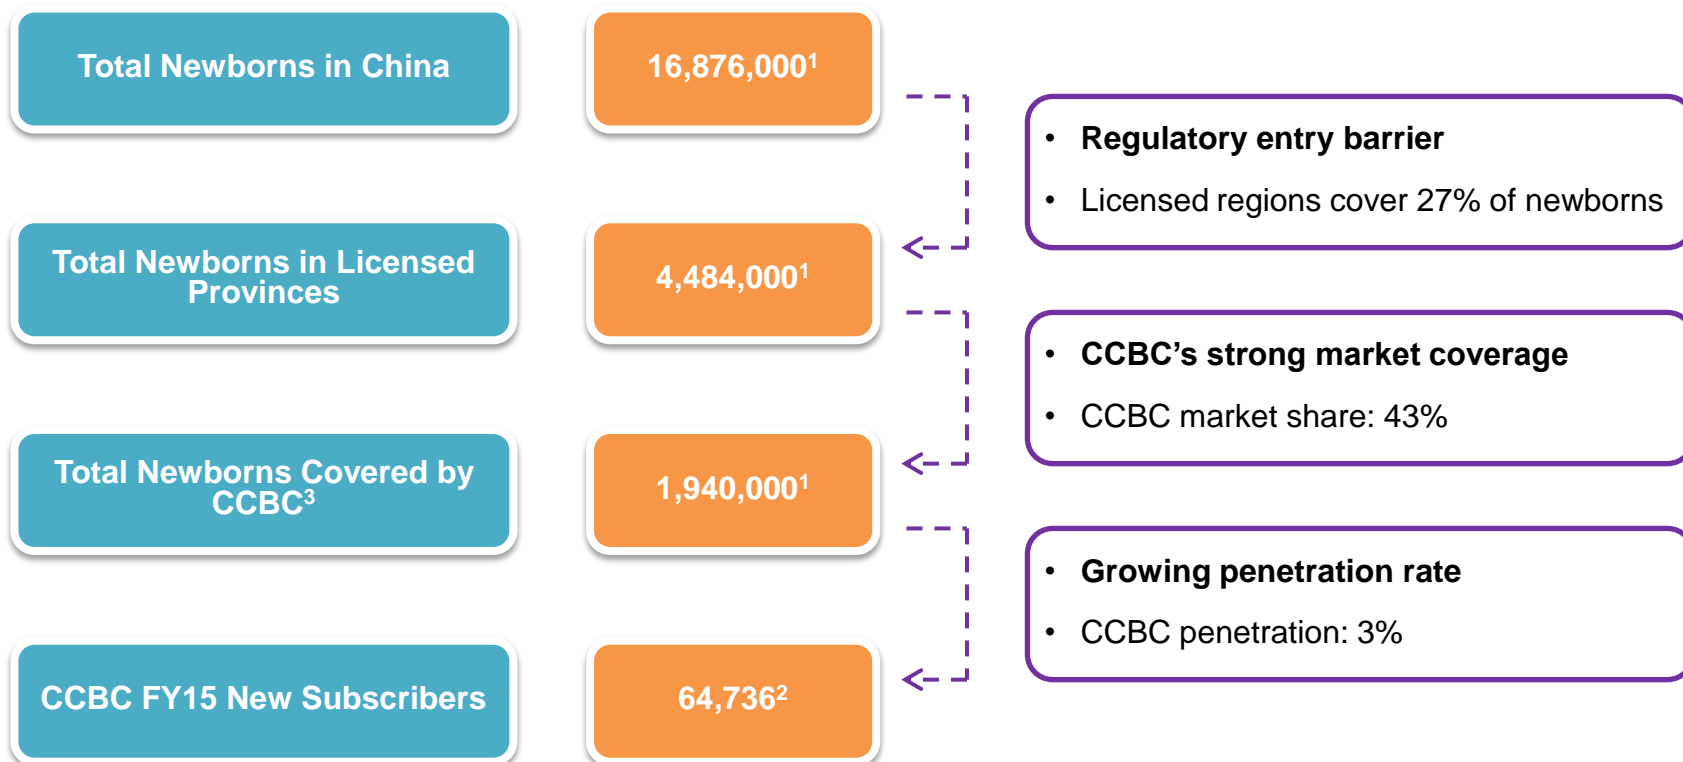 Total Newborns in China
16,876,000¹
• Regulatory entry barrier
• Licensed regions cover 27% of newborns
Total Newborns in Licensed
Provinces
4,484,000¹
• CCBC’s strong market coverage
• CCBC market share: 43%
Total Newborns Covered by
CCBC³
1,940,000¹
• Growing penetration rate
• CCBC penetration: 3%
CCBC FY15 New Subscribers
64,736²